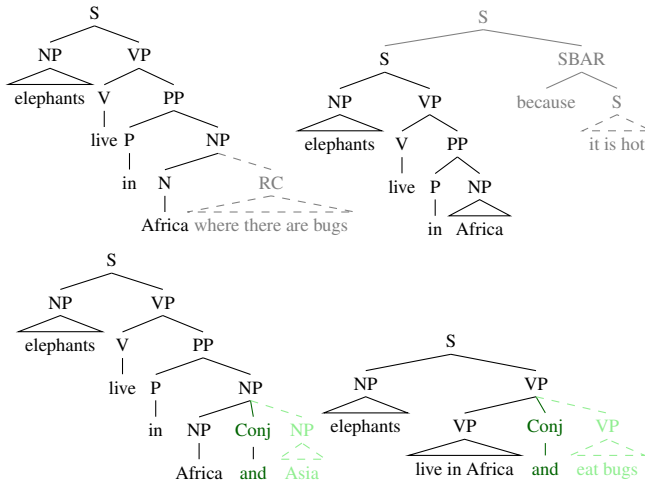 S
NP VP
elephants V PP
live P NP
in N RC
Africa where there are bugs
S
S SBAR
NP VP because S
elephants V PP it is hot
live P NP
in Africa
S
NP VP
elephants V PP
live P NP
in NP Conj NP
Africa and Asia
S
NP VP
elephants VP Conj VP
live in Africa and eat bugs